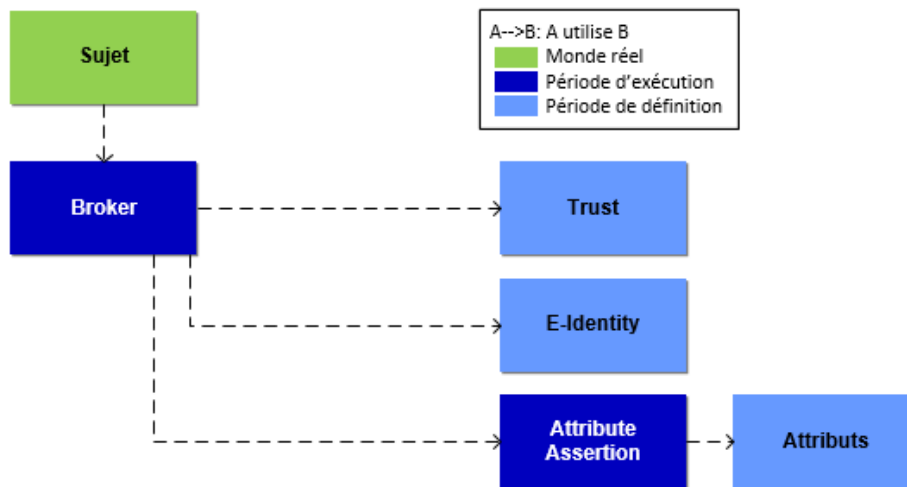 Sujet
A-->B: A utilise B
Monde réel
Période d'exécution
Période de définition
Broker
Trust
E-Identity
Attribute
Assertion
Attributs